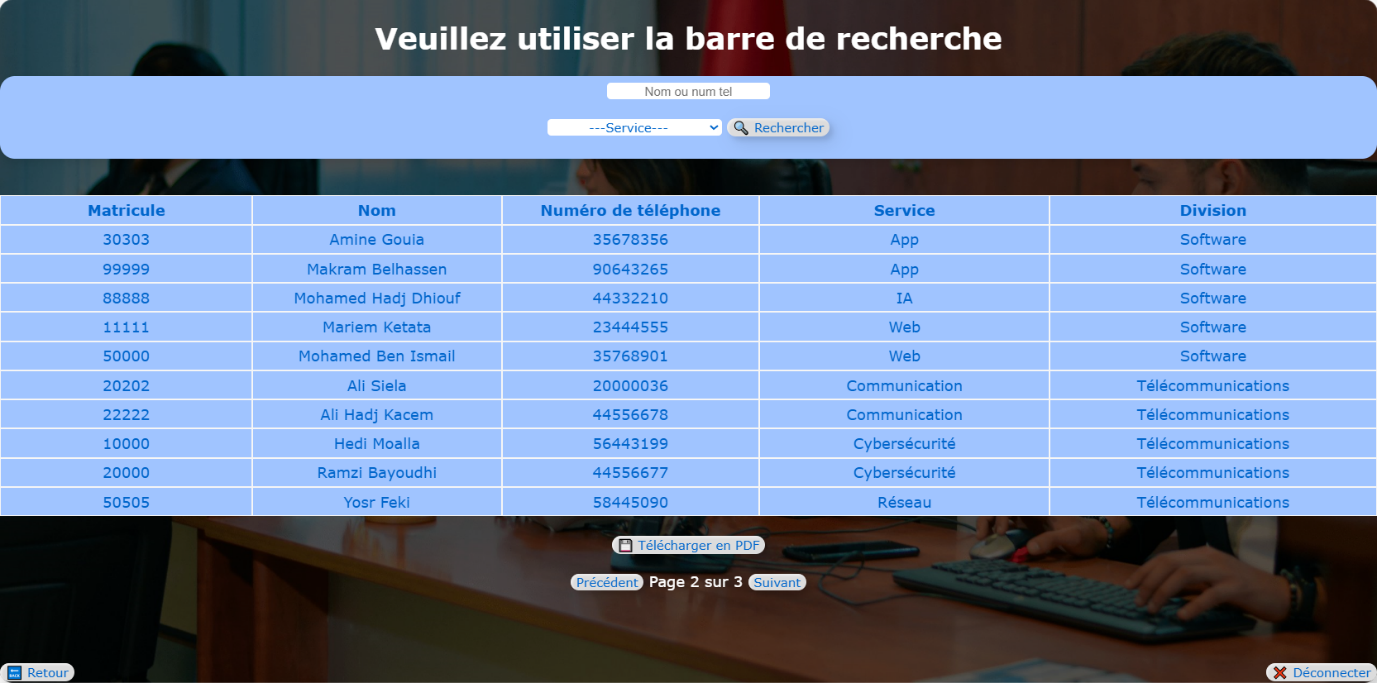 Veuillez utiliser la barre de recherche
Nom ou num tel
---Service--- Rechercher
Matricule Nom Numéro de téléphone Service Division
30303 Amine Gouia 35678356 App Software
99999 Makram Belhassen 90643265 App Software
88888 Mohamed Hadj Dhiouf 44332210 IA Software
11111 Mariem Ketata 23444555 Web Software
50000 Mohamed Ben Ismail 35768901 Web Software
20202 Ali Siela 20000036 Communication Télécommunications
22222 Ali Hadj Kacem 44556678 Communication Télécommunications
10000 Hedi Moalla 56443199 Cybersécurité Télécommunications
20000 Ramzi Bayoudhi 44556677 Cybersécurité Télécommunications
50505 Yosr Feki 58445090 Réseau Télécommunications
Télécharger en PDF
Précédent Page 2 sur 3 Suivant
Retour Déconnecter